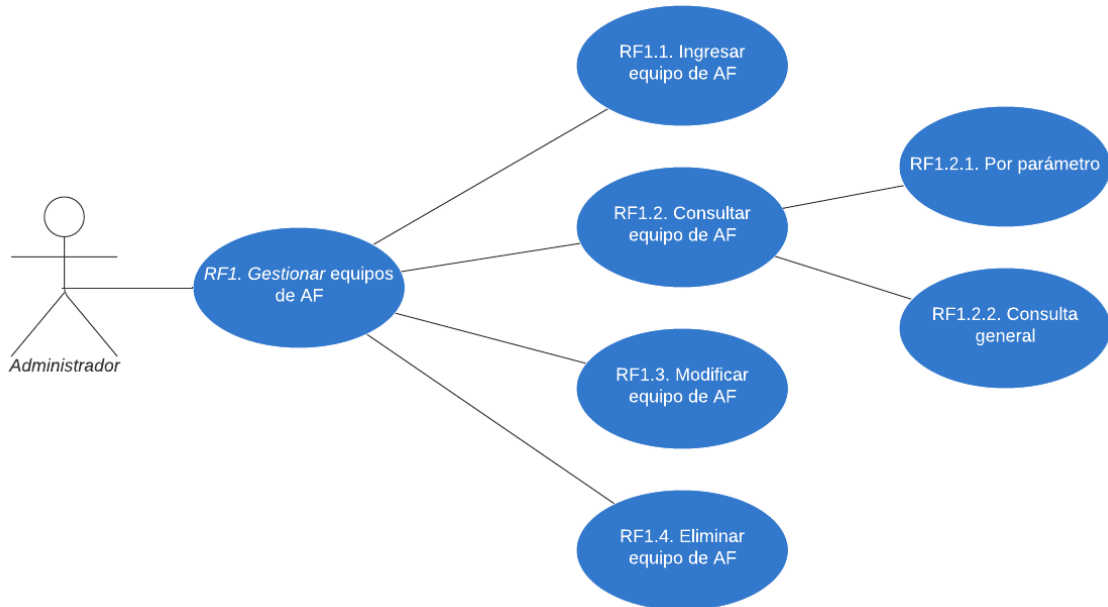 RF1.1. Ingresar
equipo de AF
RF1.2.1. Por parámetro
RF1.2. Consultar
equipo de AF
RF1. Gestionar equipos
de AF
RF1.2.2. Consulta
general
Administrador
RF1.3. Modificar
equipo de AF
RF1.4. Eliminar
equipo de AF